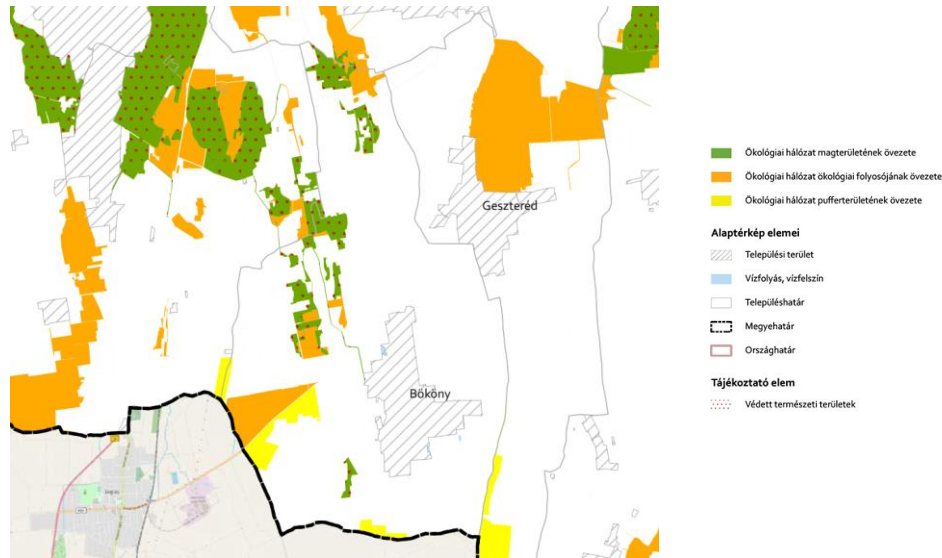 Geszteréd
Bököny
Ökológiai hálózat magterületének övezete
Ökológiai hálózat ökológiai folyosójának övezete
Ökológiai hálózat pufferterületének övezete
Alaptérkép elemei
Települési terület
Vízfolyás, vízfelszín
Településhatár
Megyehatár
Országhatár
Tájékoztató elem
Védett természeti területek